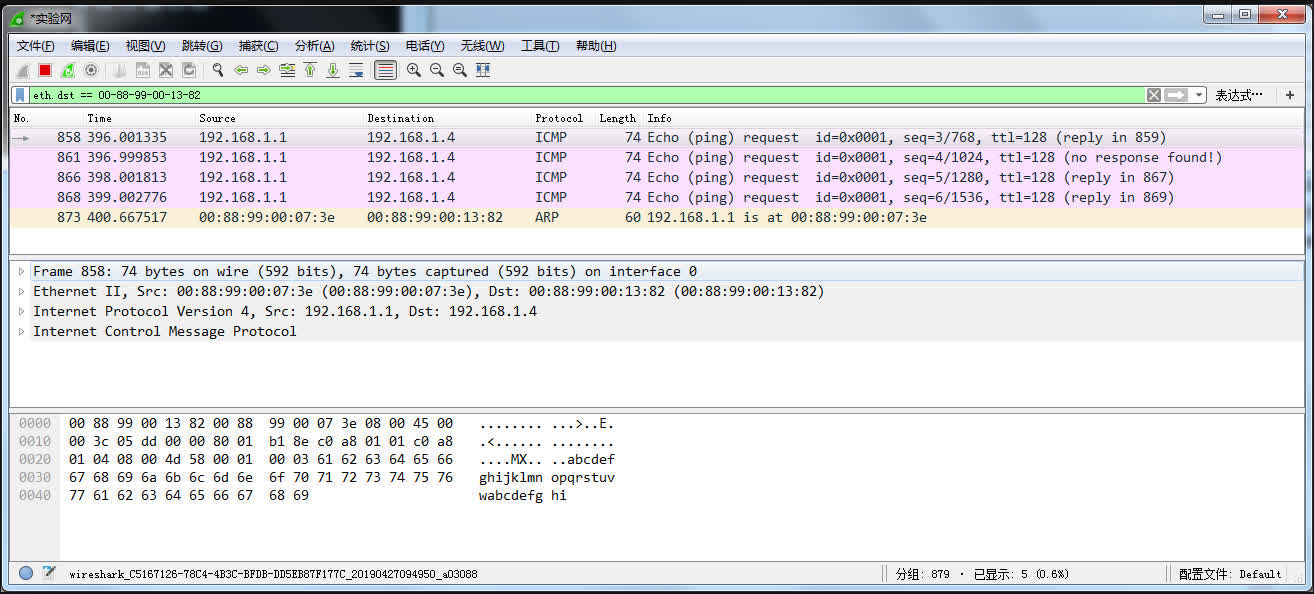 *实验网
文件(F) 编辑(E) 视图(V) 跳转(G) 捕获(C) 分析(A) 统计(S) 电话(Y) 无线(W) 工具(T) 帮助(H)
eth.dst == 00-88-99-00-13-82 表达式… +
No. Time Source Destination Protocol Length Info
858 396.001335 192.168.1.1 192.168.1.4 ICMP 74 Echo (ping) request id=0x0001, seq=3/768, ttl=128 (reply in 859)
861 396.999853 192.168.1.1 192.168.1.4 ICMP 74 Echo (ping) request id=0x0001, seq=4/1024, ttl=128 (no response found!)
866 398.001813 192.168.1.1 192.168.1.4 ICMP 74 Echo (ping) request id=0x0001, seq=5/1280, ttl=128 (reply in 867)
868 399.002776 192.168.1.1 192.168.1.4 ICMP 74 Echo (ping) request id=0x0001, seq=6/1536, ttl=128 (reply in 869)
873 400.667517 00:88:99:00:07:3e 00:88:99:00:13:82 ARP 60 192.168.1.1 is at 00:88:99:00:07:3e
Frame 858: 74 bytes on wire (592 bits), 74 bytes captured (592 bits) on interface 0
Ethernet II, Src: 00:88:99:00:07:3e (00:88:99:00:07:3e), Dst: 00:88:99:00:13:82 (00:88:99:00:13:82)
Internet Protocol Version 4, Src: 192.168.1.1, Dst: 192.168.1.4
Internet Control Message Protocol
0000 00 88 99 00 13 82 00 88 99 00 07 3e 08 00 45 00 ........ ...>..E.
0010 00 3c 05 dd 00 00 80 01 b1 8e c0 a8 01 01 c0 a8 .<...... ........
0020 01 04 08 00 4d 58 00 01 00 03 61 62 63 64 65 66 ....MX.. ..abcdef
0030 67 68 69 6a 6b 6c 6d 6e 6f 70 71 72 73 74 75 76 ghijklmn opqrstuv
0040 77 61 62 63 64 65 66 67 68 69 wabcdefg hi
wireshark_C5167126-78C4-4B3C-BFDB-DD5EB87F177C_20190427094950_a03088 分组: 879 · 已显示: 5 (0.6%) 配置文件: Default